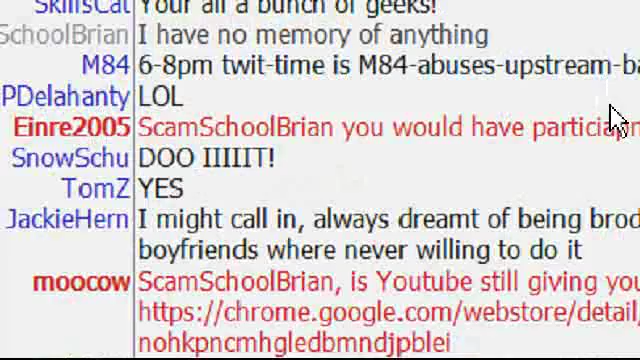 SkillsCat Your all a bunch of geeks!
SchoolBrian I have no memory of anything
M84 6-8pm twit-time is M84-abuses-upstream-ba
PDelahanty LOL
Einre2005 ScamSchoolBrian you would have
SnowSchu DOO IIIIIT!
TomZ YES
JackieHern I might call in, always dreamt of being brod
boyfriends where never willing to do it
moocow ScamSchoolBrian, is Youtube still giving you
https://chrome.google.com/webstore/detail/
nohkpncmhgledbmndjpblei